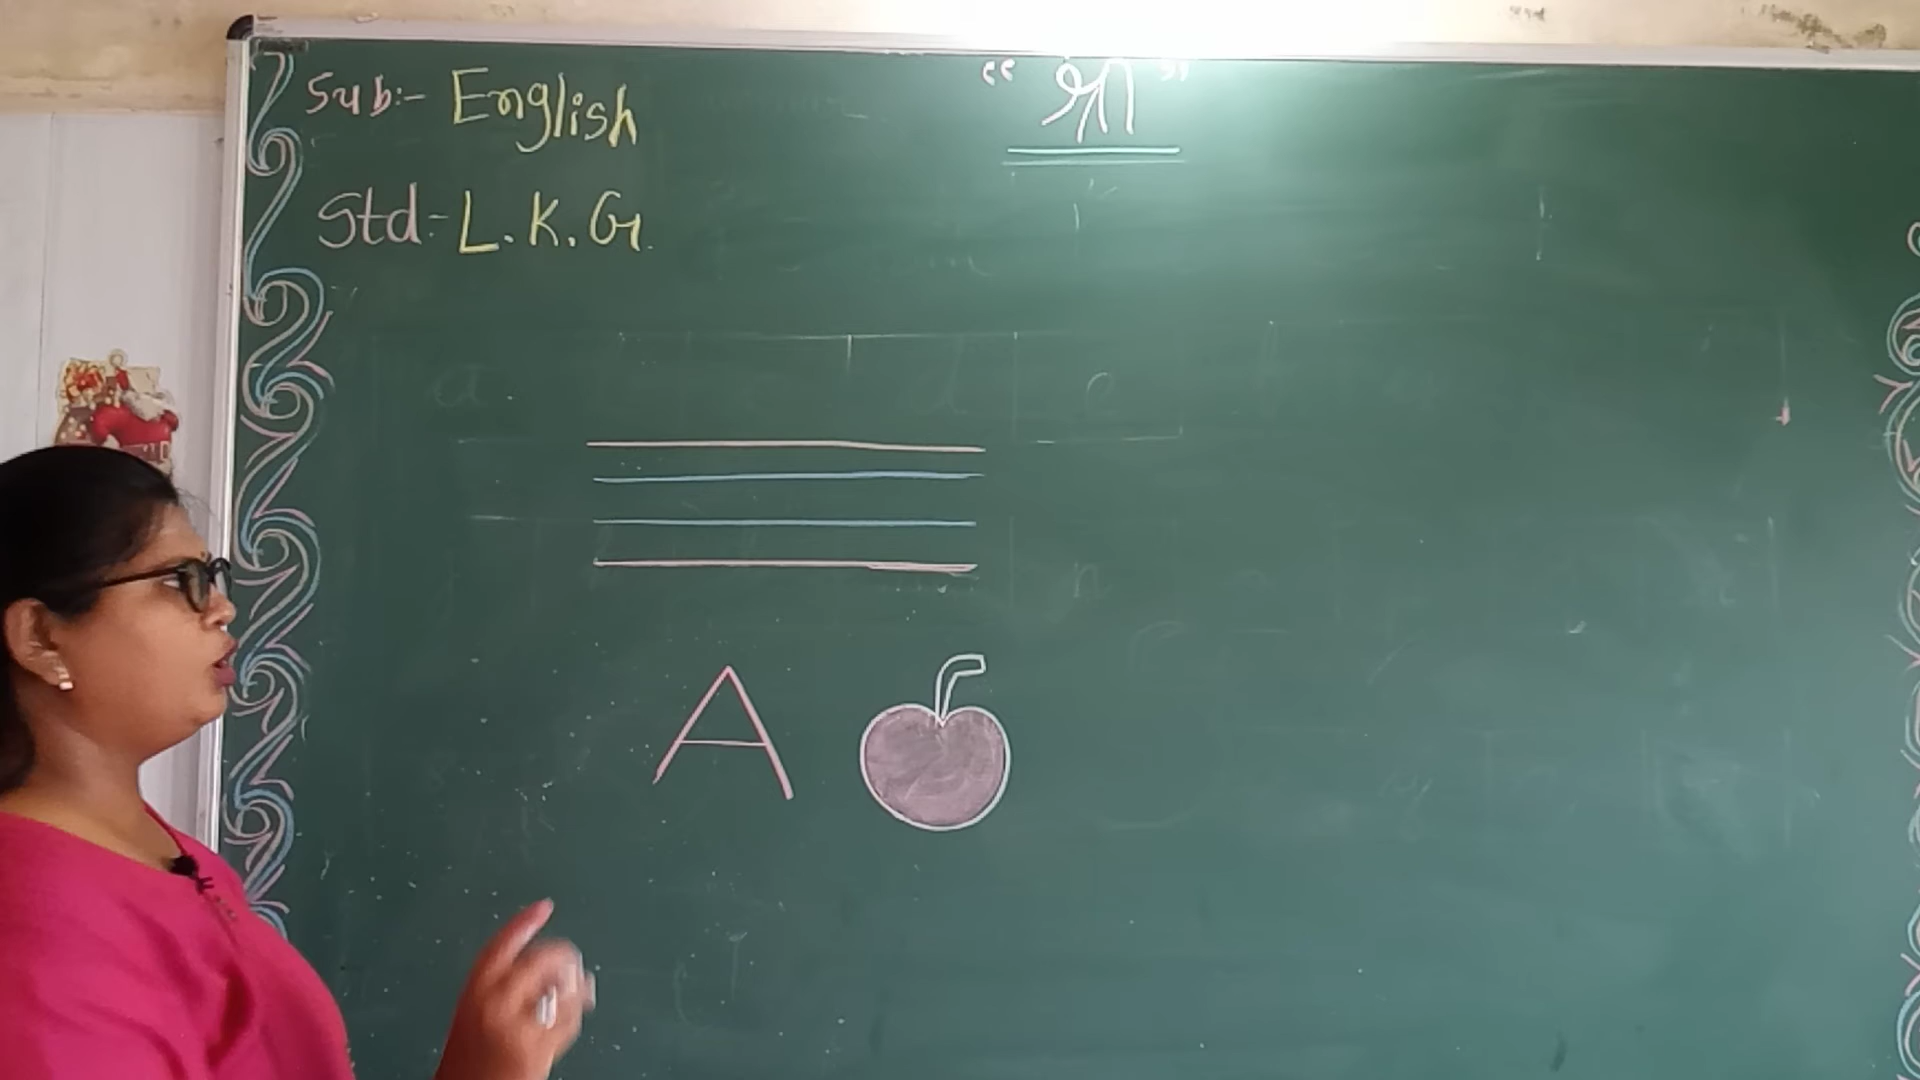 “ श्री ”
Sub:- English
Std:- L.K.G.
A